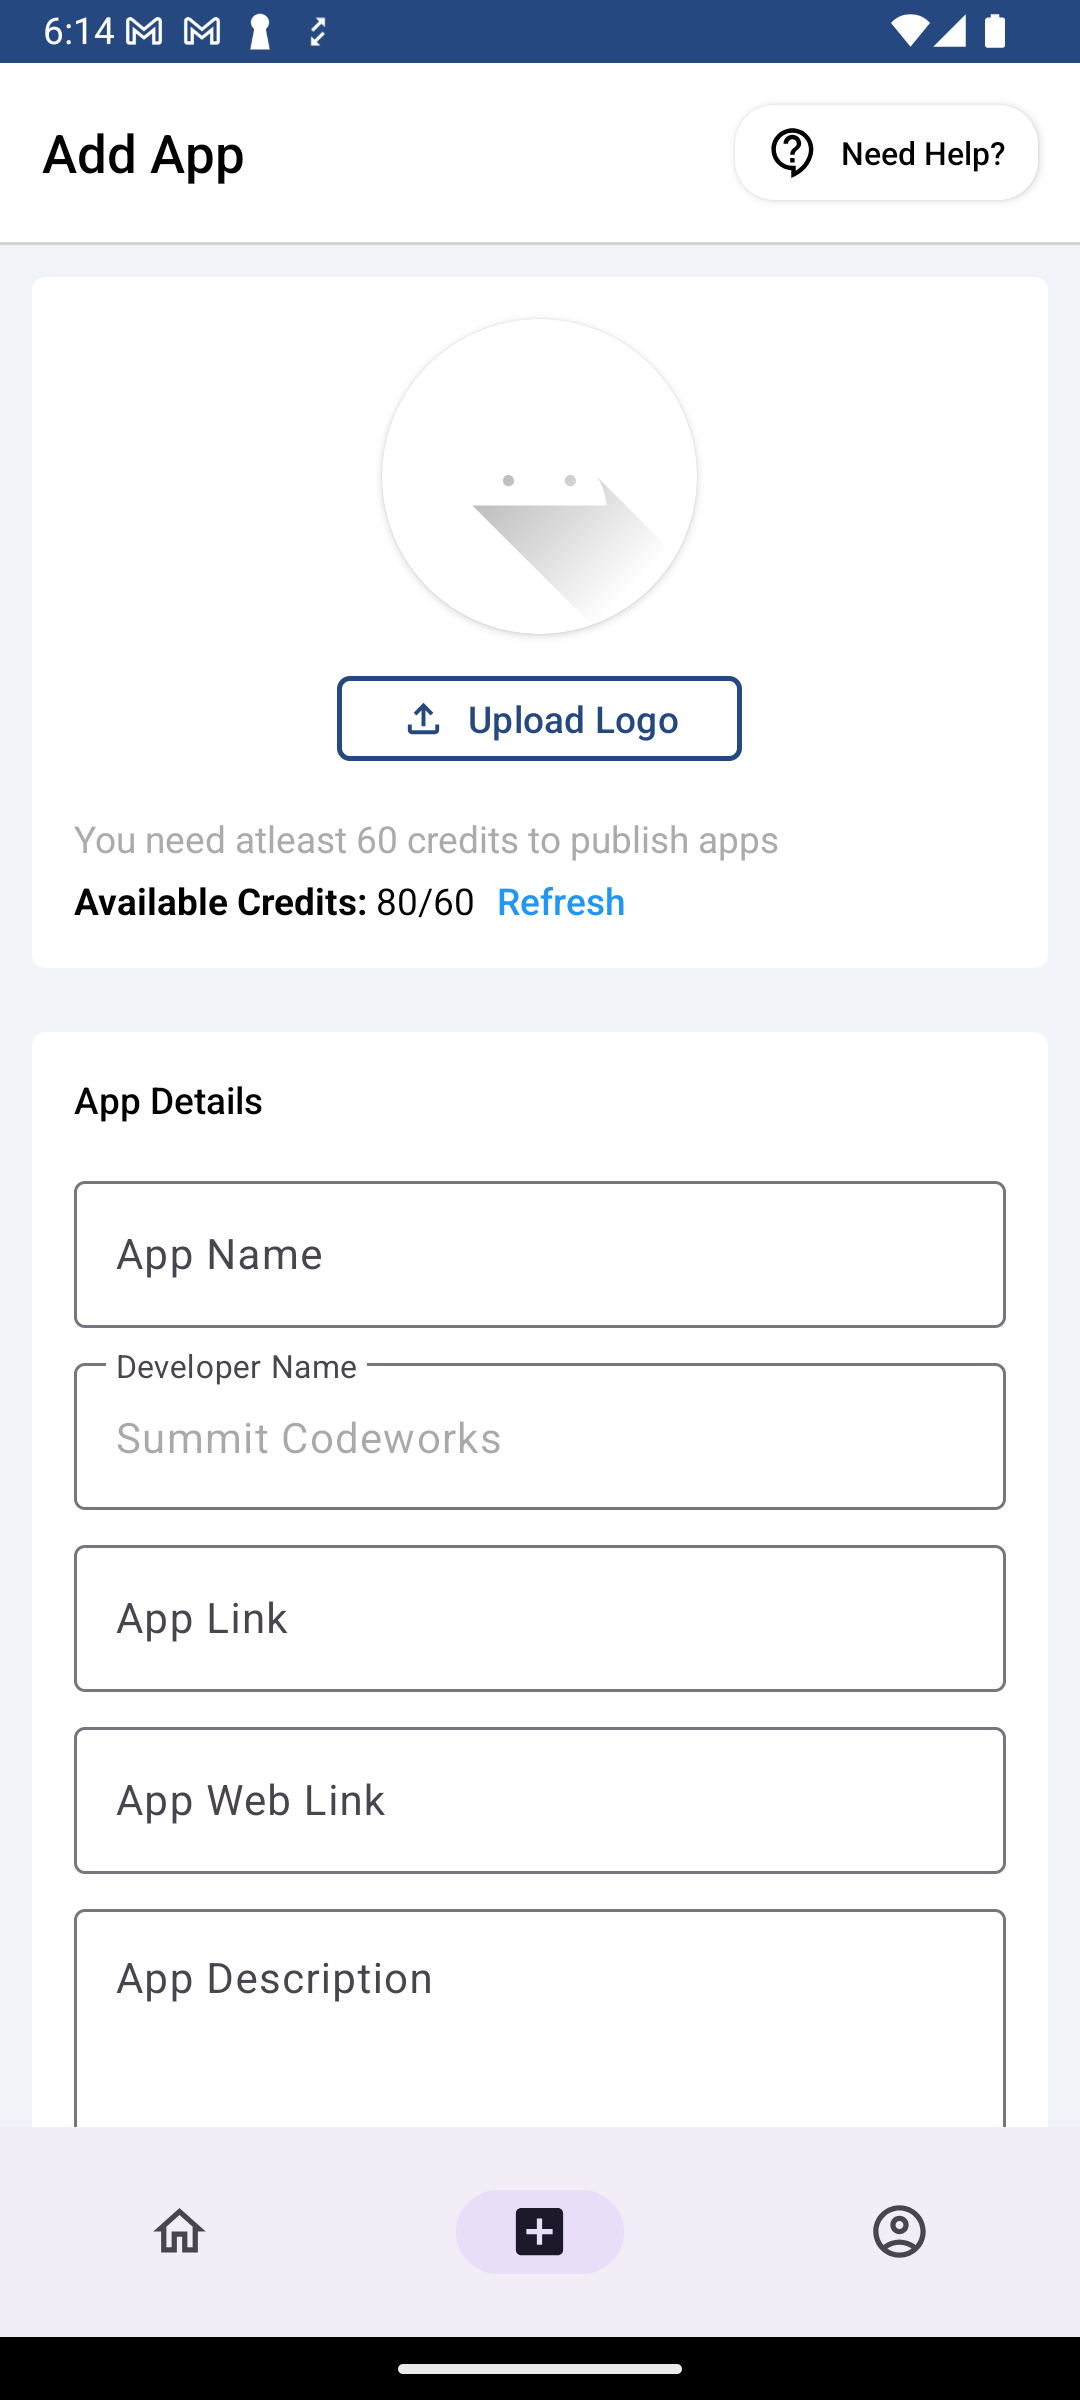 6:14
Add App
Need Help?
Upload Logo
You need atleast 60 credits to publish apps
Available Credits: 80/60 Refresh
App Details
App Name
Developer Name
Summit Codeworks
App Link
App Web Link
App Description